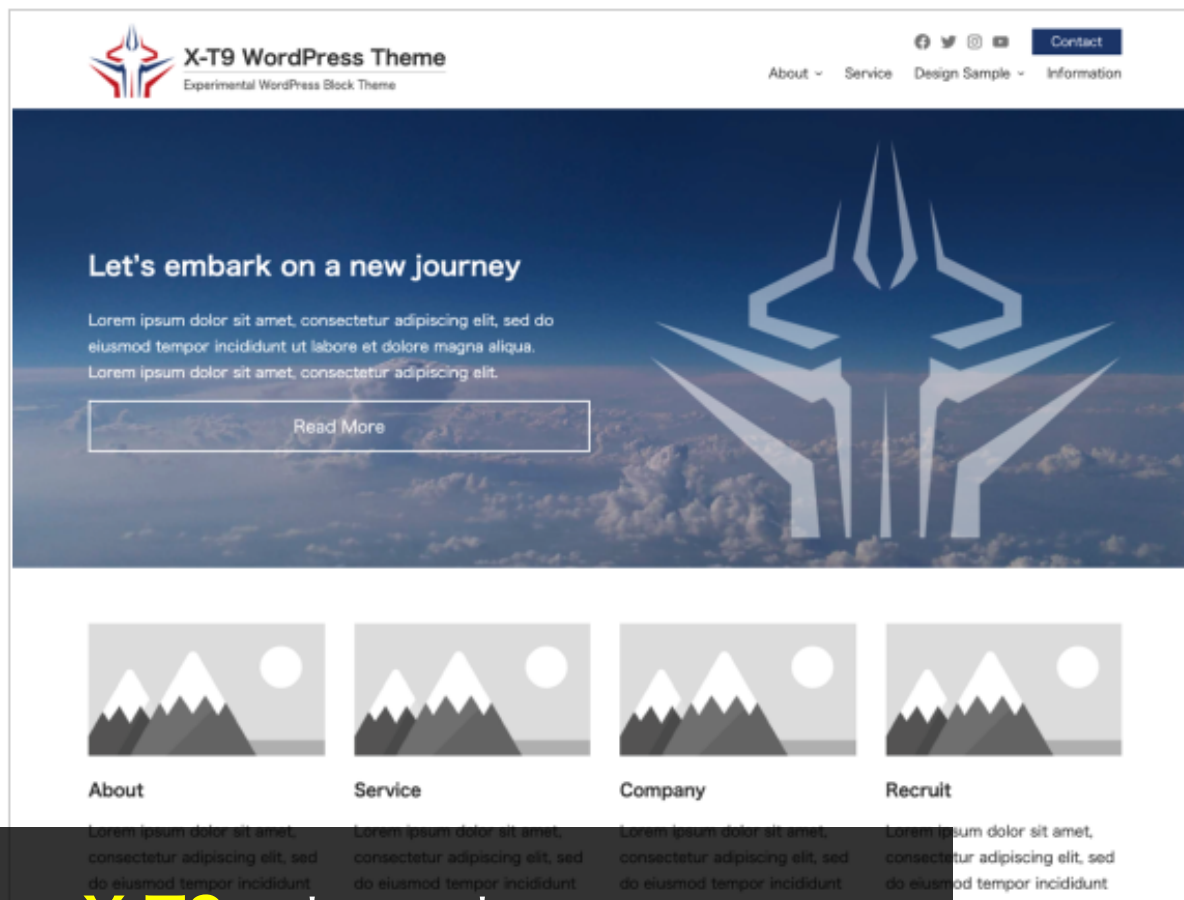 X-T9 WordPress Theme
Experimental WordPress Block Theme
Contact
About Service Design Sample Information
Let's embark on a new journey
Lorem ipsum dolor sit amet, consectetur adipiscing elit, sed do
eiusmod tempor incididunt ut labore et dolore magna aliqua.
Lorem ipsum dolor sit amet, consectetur adipiscing elit.
Read More
About
Lorem ipsum dolor sit amet,
consectetur adipiscing elit, sed
do eiusmod tempor incididunt
Service
Lorem ipsum dolor sit amet,
consectetur adipiscing elit, sed
do eiusmod tempor incididunt
Company
Lorem ipsum dolor sit amet,
consectetur adipiscing elit, sed
do eiusmod tempor incididunt
Recruit
Lorem ipsum dolor sit amet,
consectetur adipiscing elit, sed
do eiusmod tempor incididunt
X-T9